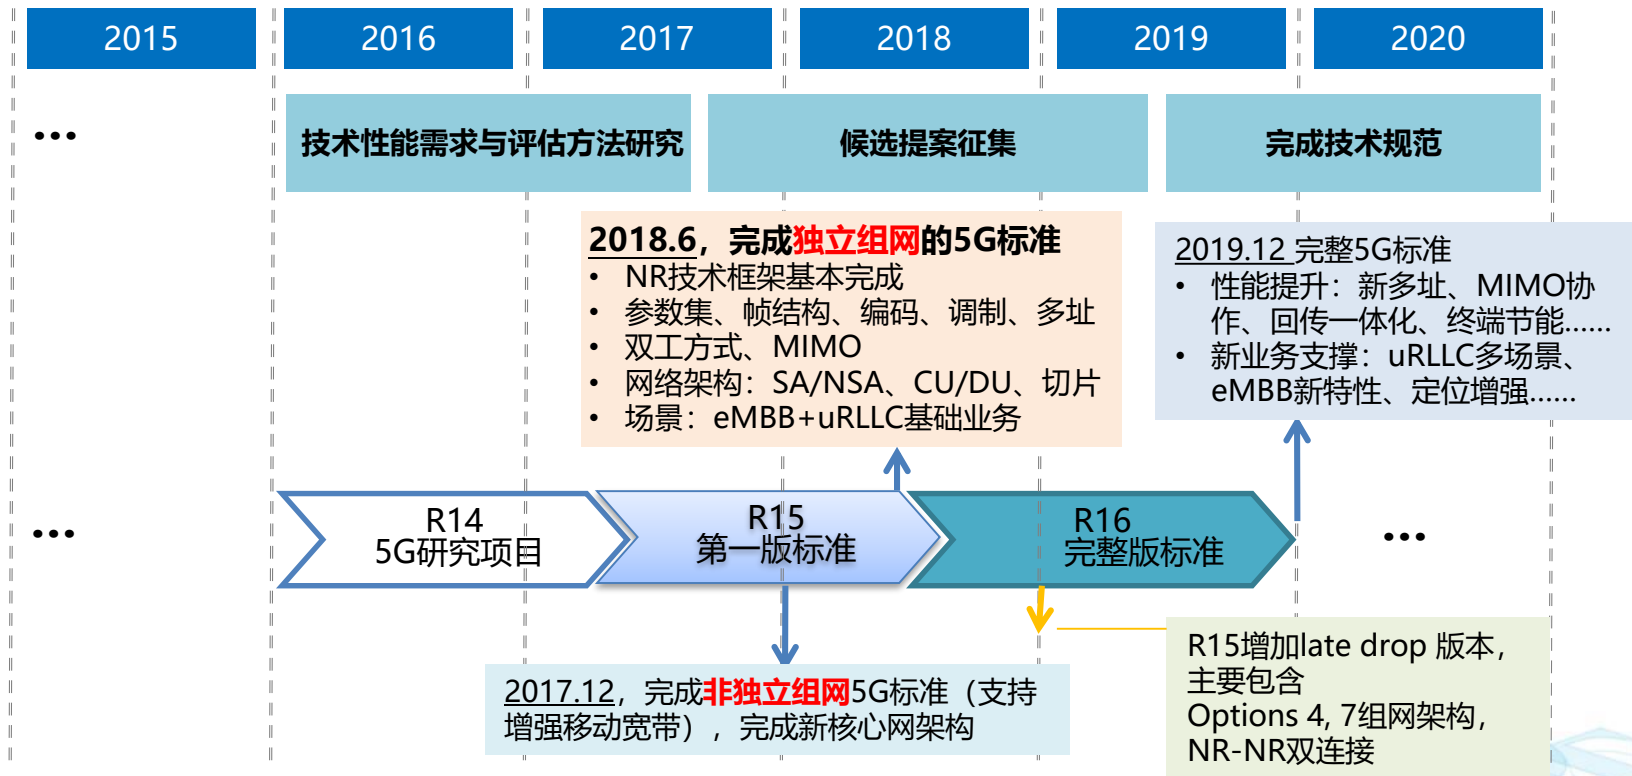 2015
2016
2017
2018
2019
2020
...
技术性能需求与评估方法研究
候选提案征集
完成技术规范
2018.6，完成独立组网的5G标准
• NR技术框架基本完成
• 参数集、帧结构、编码、调制、多址
• 双工方式、MIMO
• 网络架构：SA/NSA、CU/DU、切片
• 场景：eMBB+uRLLC基础业务
2019.12 完整5G标准
• 性能提升：新多址、MIMO协
作、回传一体化、终端节能......
• 新业务支撑：uRLLC多场景、
eMBB新特性、定位增强......
...
R14
5G研究项目
R15
第一版标准
R16
完整版标准
...
2017.12，完成非独立组网5G标准（支持
增强移动宽带），完成新核心网架构
R15增加late drop 版本，
主要包含
Options 4, 7组网架构，
NR-NR双连接